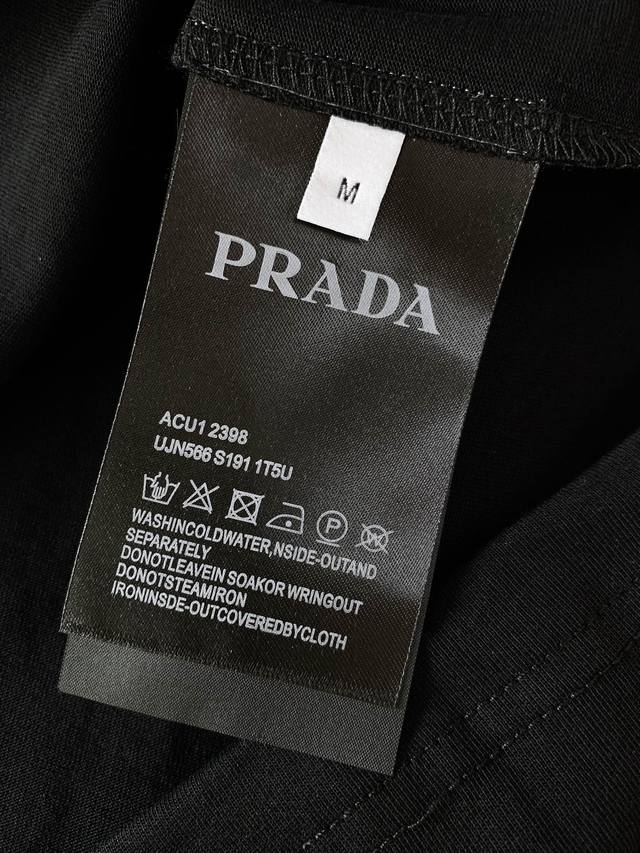 M
PRADA
ACU1 2398
UJN566 S191 1T5U
P W
WASHINCOLDWATER,NSIDE-OUTAND
SEPARATELY
DONOTLEAVEIN SOAKOR WRINGOUT
DONOTSTEAMIRON
IRONINSDE-OUTCOVEREDBYCLOTH